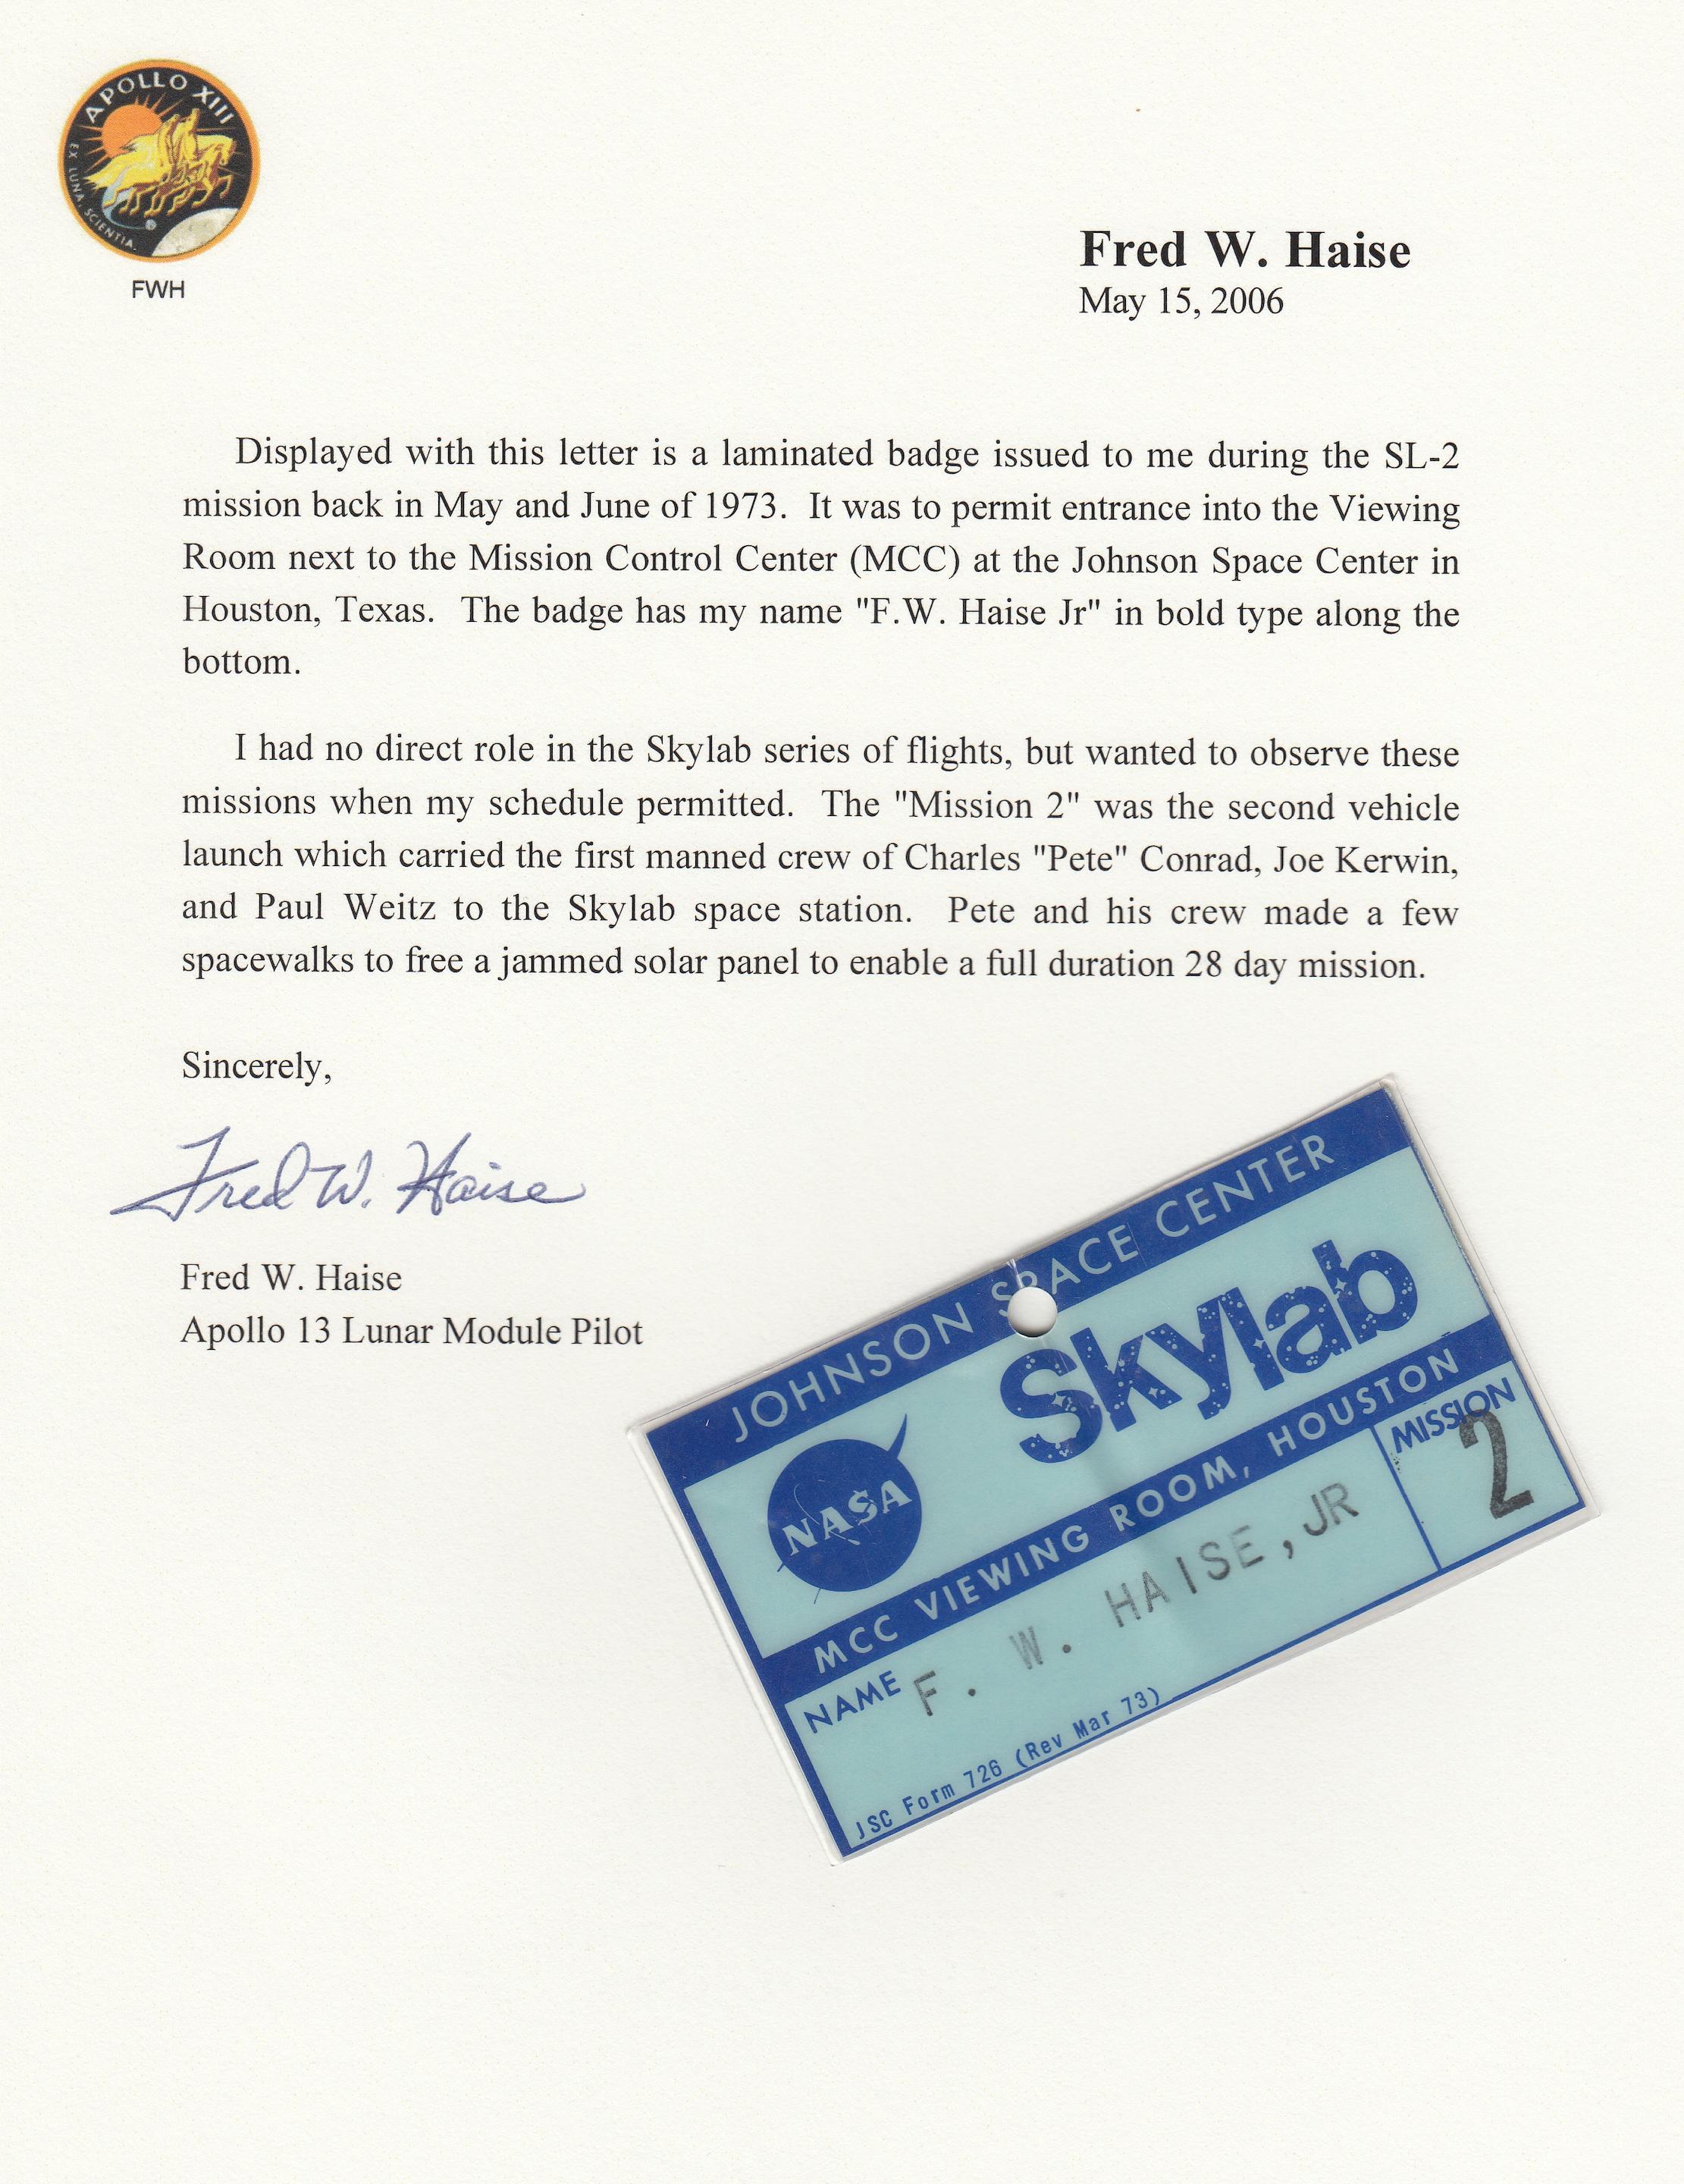 APOLLO XIII
EX LUNA, SCIENTIA
FWH
Fred W. Haise
May 15, 2006
Displayed with this letter is a laminated badge issued to me during the SL-2
mission back in May and June of 1973.  It was to permit entrance into the Viewing
Room next to the Mission Control Center (MCC) at the Johnson Space Center in
Houston, Texas.  The badge has my name "F.W. Haise Jr" in bold type along the
bottom.
I had no direct role in the Skylab series of flights, but wanted to observe these
missions when my schedule permitted.  The "Mission 2" was the second vehicle
launch which carried the first manned crew of Charles "Pete" Conrad, Joe Kerwin,
and Paul Weitz to the Skylab space station.  Pete and his crew made a few
spacewalks to free a jammed solar panel to enable a full duration 28 day mission.
Sincerely,
Fred W. Haise
Fred W. Haise
Apollo 13 Lunar Module Pilot
JOHNSON SPACE CENTER
NASA
Skylab
MCC VIEWING ROOM, HOUSTON
MISSION
2
NAME F. W. HAISE, JR
JSC Form 726 (Rev Mar 73)